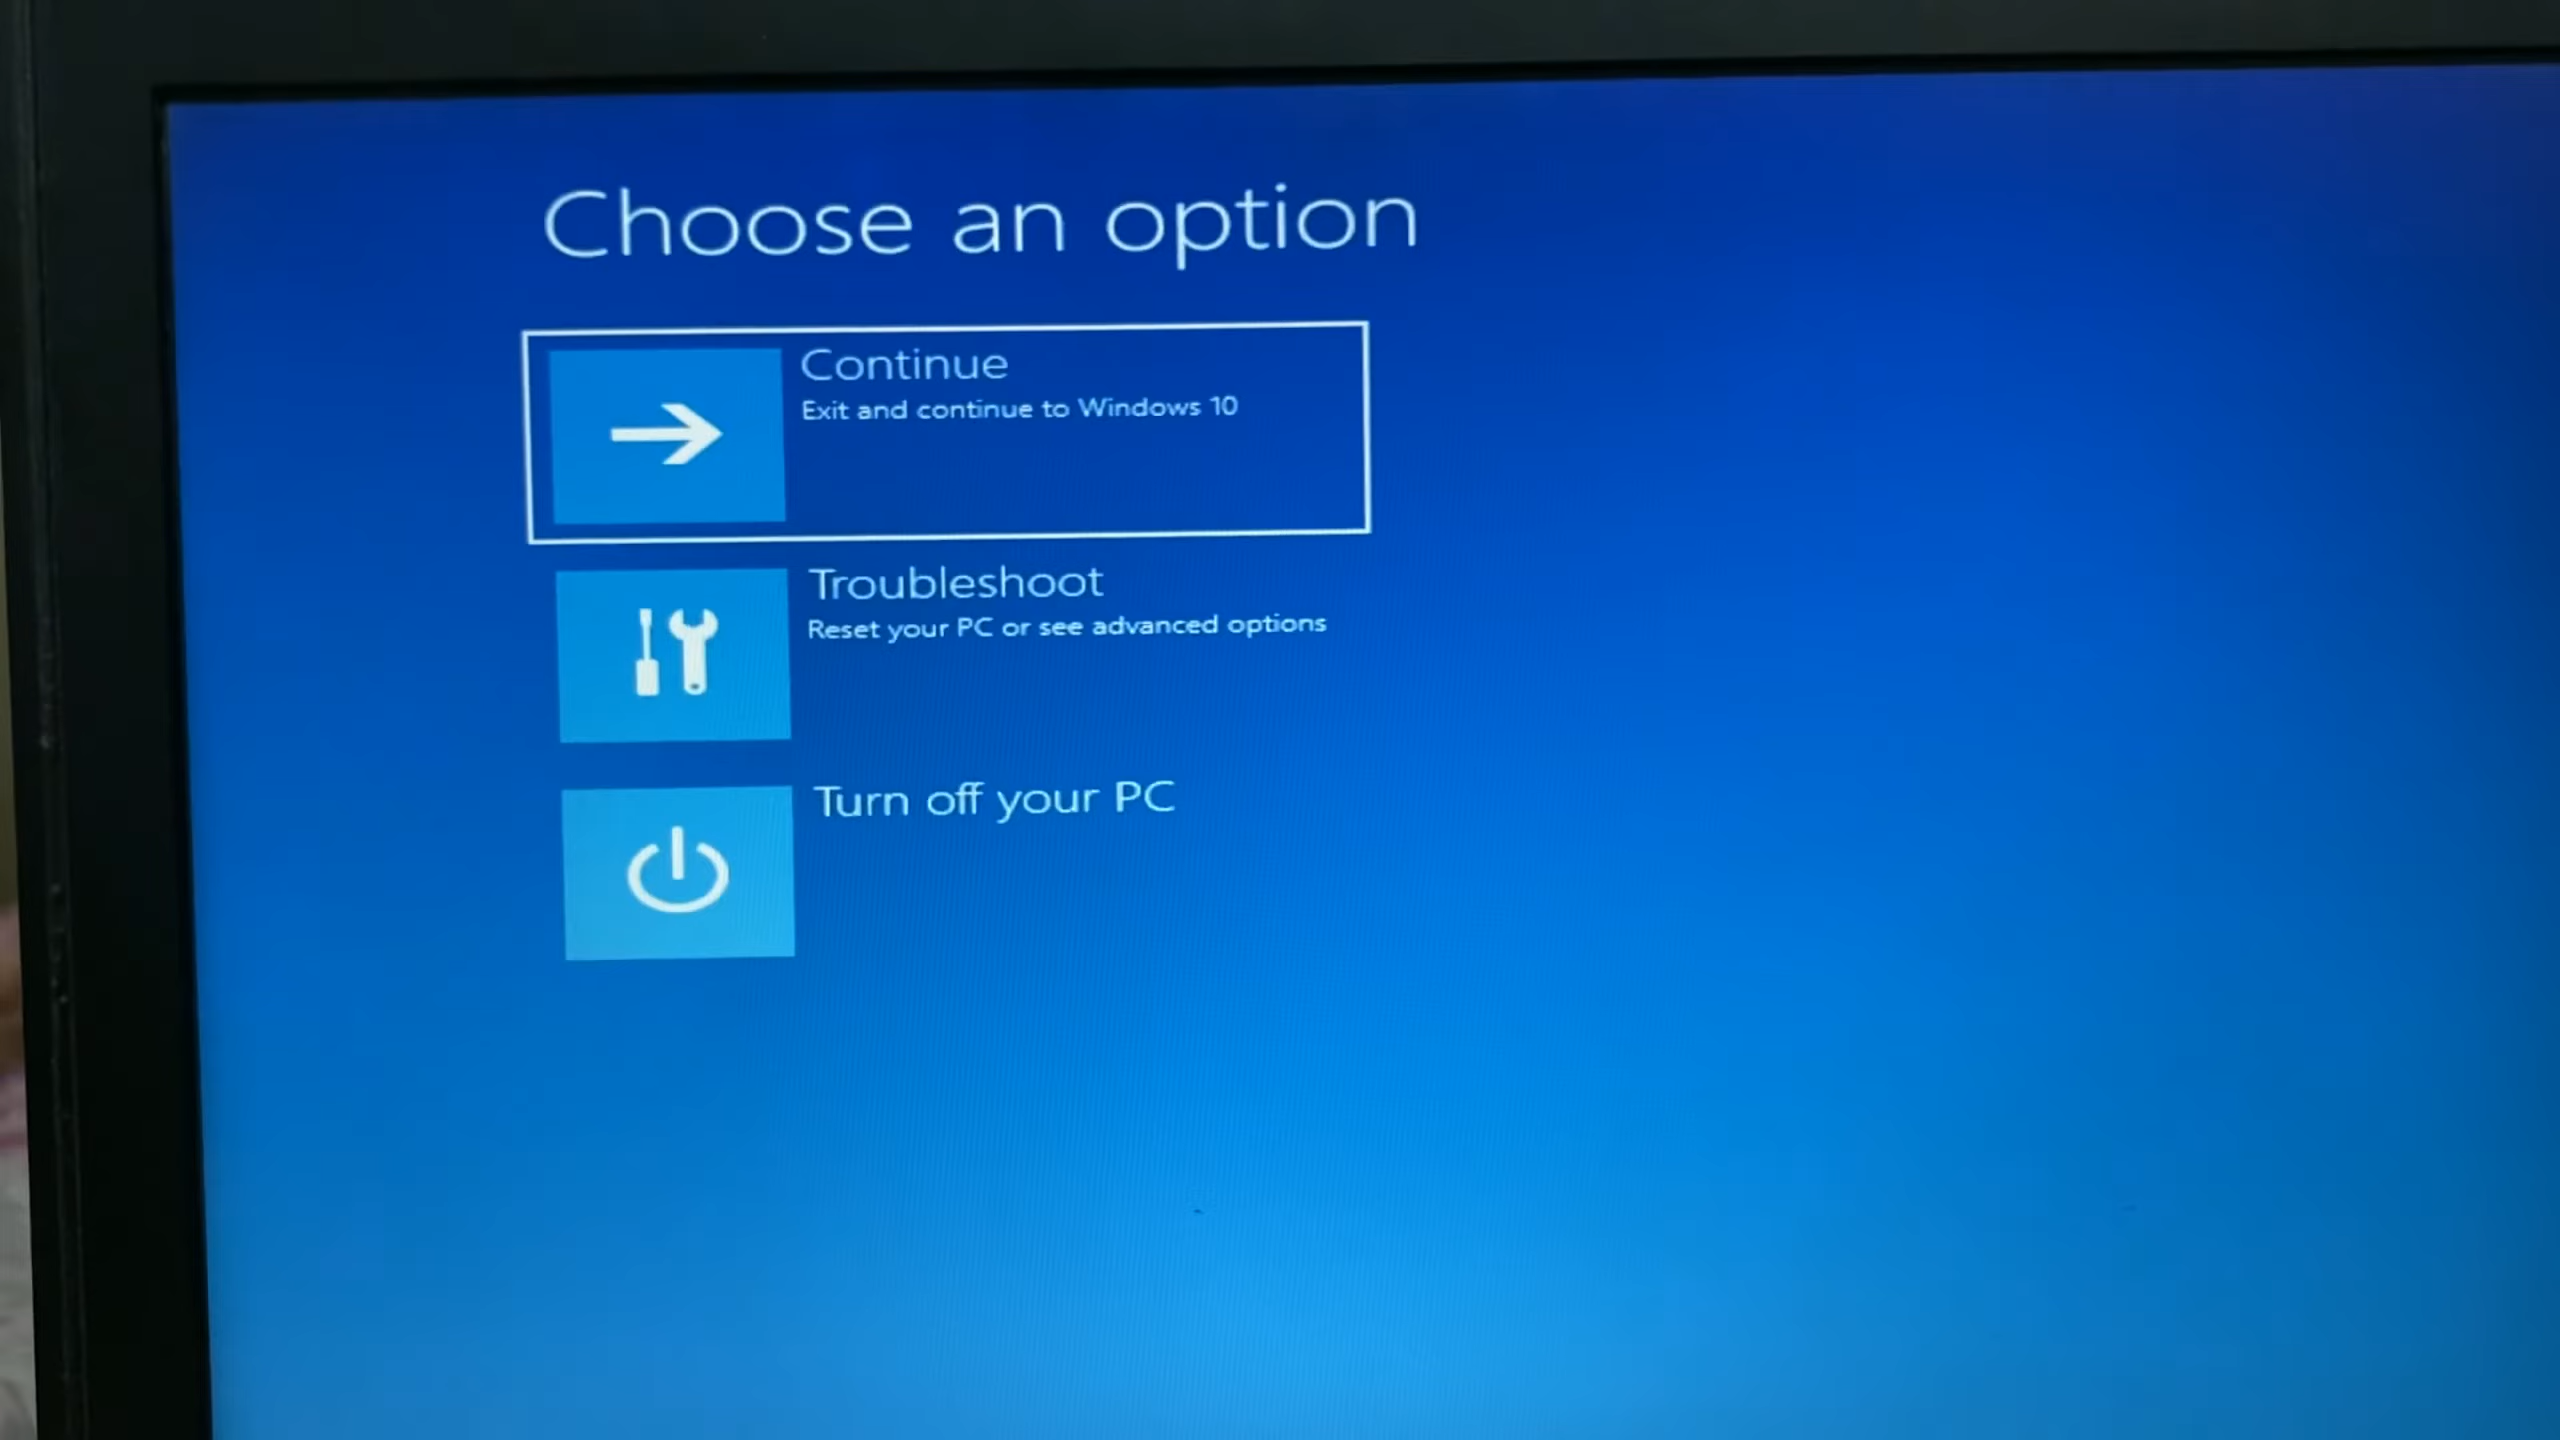 Choose an option
Continue
Exit and continue to Windows 10
Troubleshoot
Reset your PC or see advanced options
Turn off your PC